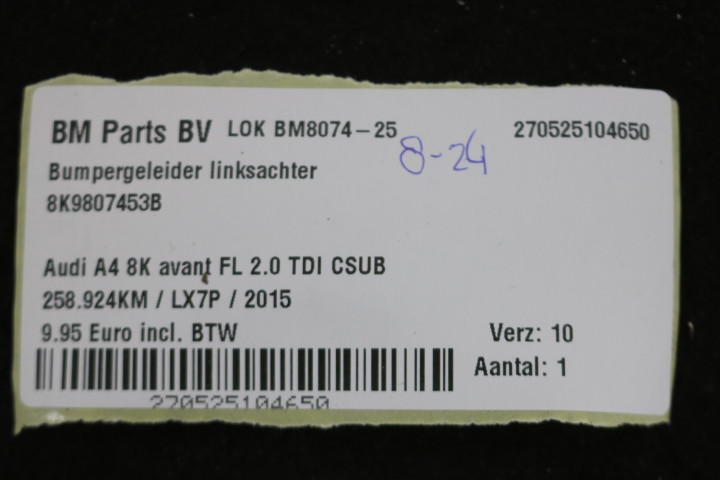 BM Parts BV LOK BM8074-25 270525104650
8-24
Bumpergeleider linksachter
8K9807453B
Audi A4 8K avant FL 2.0 TDI CSUB
258.924KM / LX7P / 2015
9.95 Euro incl. BTW Verz: 10
Aantal: 1
270525104650